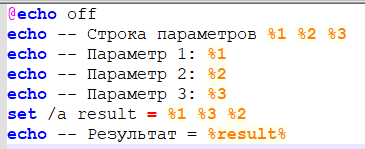 @echo off
echo -- Строка параметров %1 %2 %3
echo -- Параметр 1: %1
echo -- Параметр 2: %2
echo -- Параметр 3: %3
set /a result = %1 %3 %2
echo -- Результат = %result%